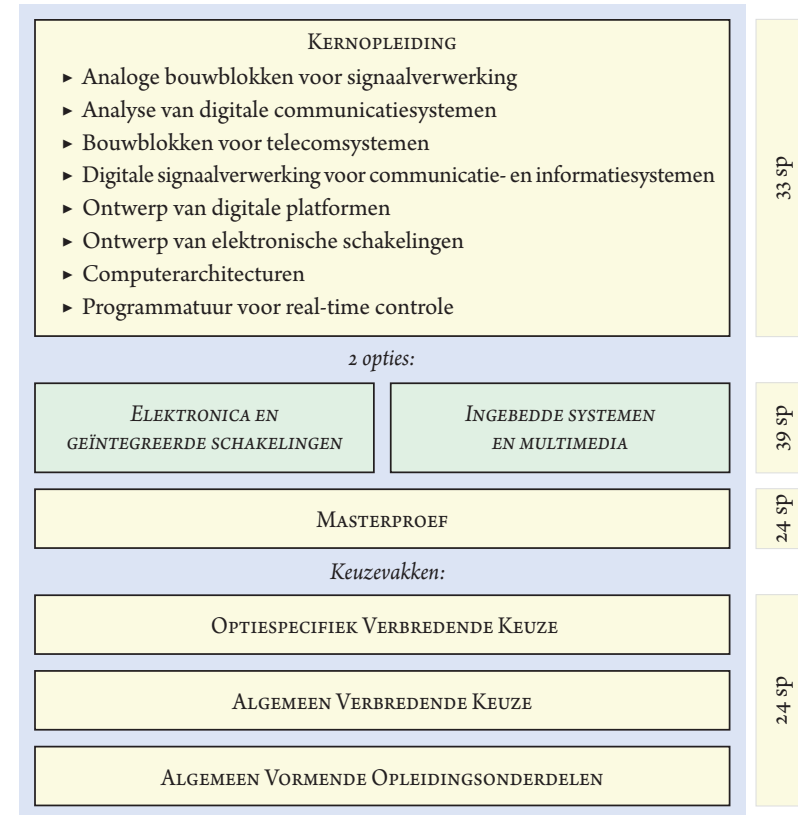 Kernopleiding
▸ Analoge bouwblokken voor signaalverwerking
▸ Analyse van digitale communicatiesystemen
▸ Bouwblokken voor telecomsystemen
▸ Digitale signaalverwerking voor communicatie- en informatiesystemen
▸ Ontwerp van digitale platformen
▸ Ontwerp van elektronische schakelingen
▸ Computerarchitecturen
▸ Programmatuur voor real-time controle
33 sp
2 opties:
Elektronica en
geïntegreerde schakelingen
Ingebedde systemen
en multimedia
39 sp
Masterproef
24 sp
Keuzevakken:
Optiespecifiek Verbredende Keuze
Algemeen Verbredende Keuze
Algemeen Vormende Opleidingsonderdelen
24 sp